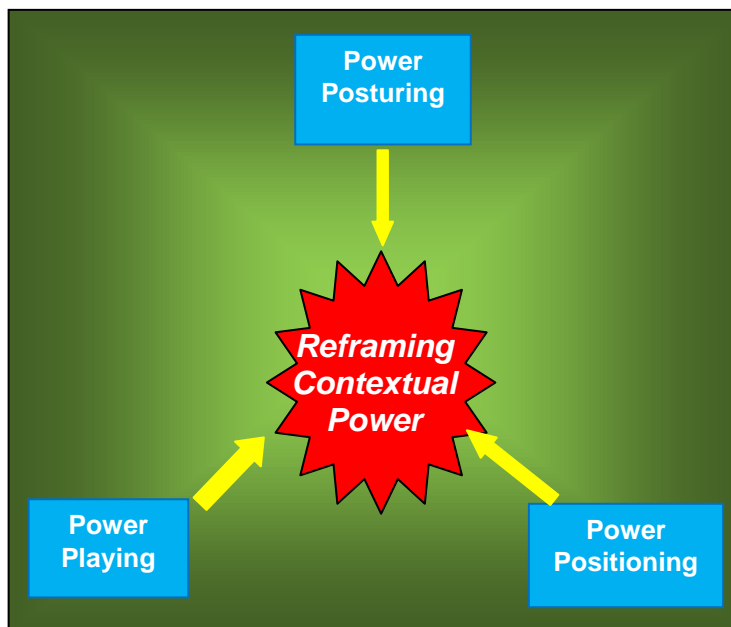 Power
Posturing
Reframing
Contextual
Power
Power
Playing
Power
Positioning